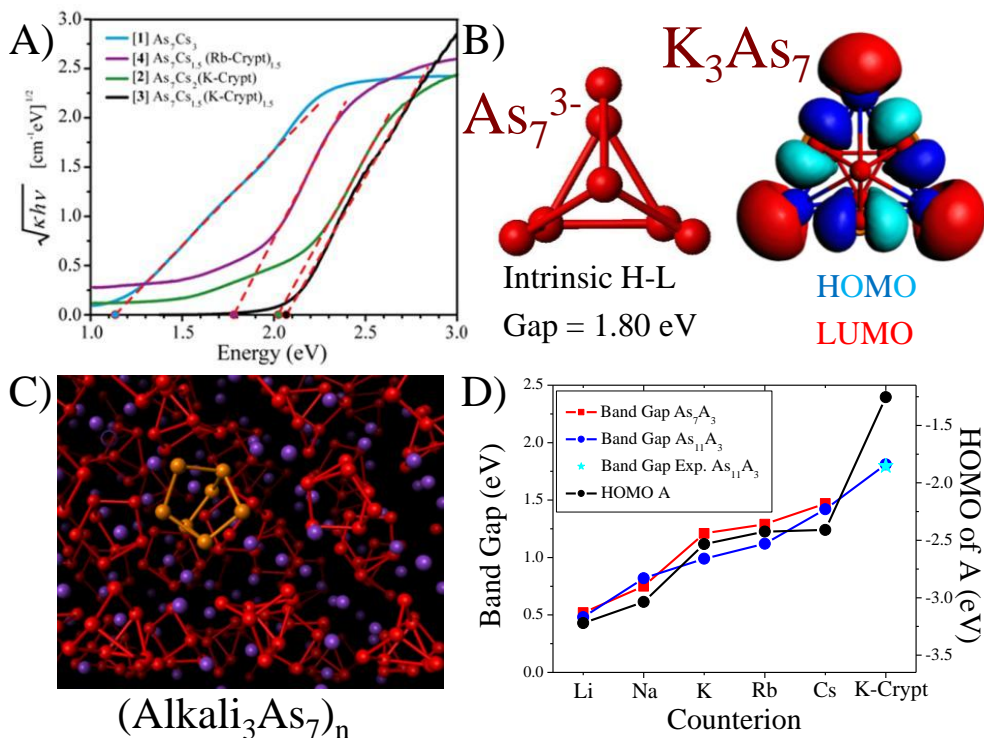 A)
3.0
2.5
2.0
1.5
1.0
0.5
0.0
√κhν [cm⁻¹eV]^1/2
[1] As₇Cs₃
[4] As₇Cs₁.₅(Rb-Crypt)₁.₅
[2] As₇Cs₂(K-Crypt)
[3] As₇Cs₁.₅(K-Crypt)₁.₅
1.0 1.5 2.0 2.5 3.0
Energy (eV)
B)
As₇³⁻
K₃As₇
Intrinsic H-L
Gap = 1.80 eV
HOMO
LUMO
C)
(Alkali₃As₇)ₙ
D)
2.5
2.0
1.5
1.0
0.5
0.0
Band Gap (eV)
Band Gap As₇A₃
Band Gap As₁₁A₃
Band Gap Exp. As₁₁A₃
HOMO A
-1.5
-2.0
-2.5
-3.0
-3.5
HOMO of A (eV)
Li Na K Rb Cs K-Crypt
Counterion